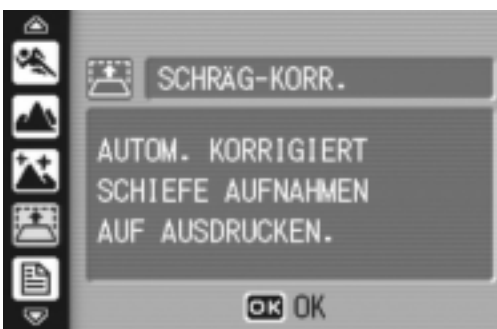 SCHRÄG-KORR.
AUTOM. KORRIGIERT
SCHIEFE AUFNAHMEN
AUF AUSDRUCKEN.
OK OK